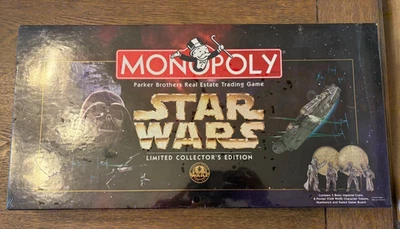 MONOPOLY
Parker Brothers Real Estate Trading Game
STAR
WARS
LIMITED COLLECTOR'S EDITION